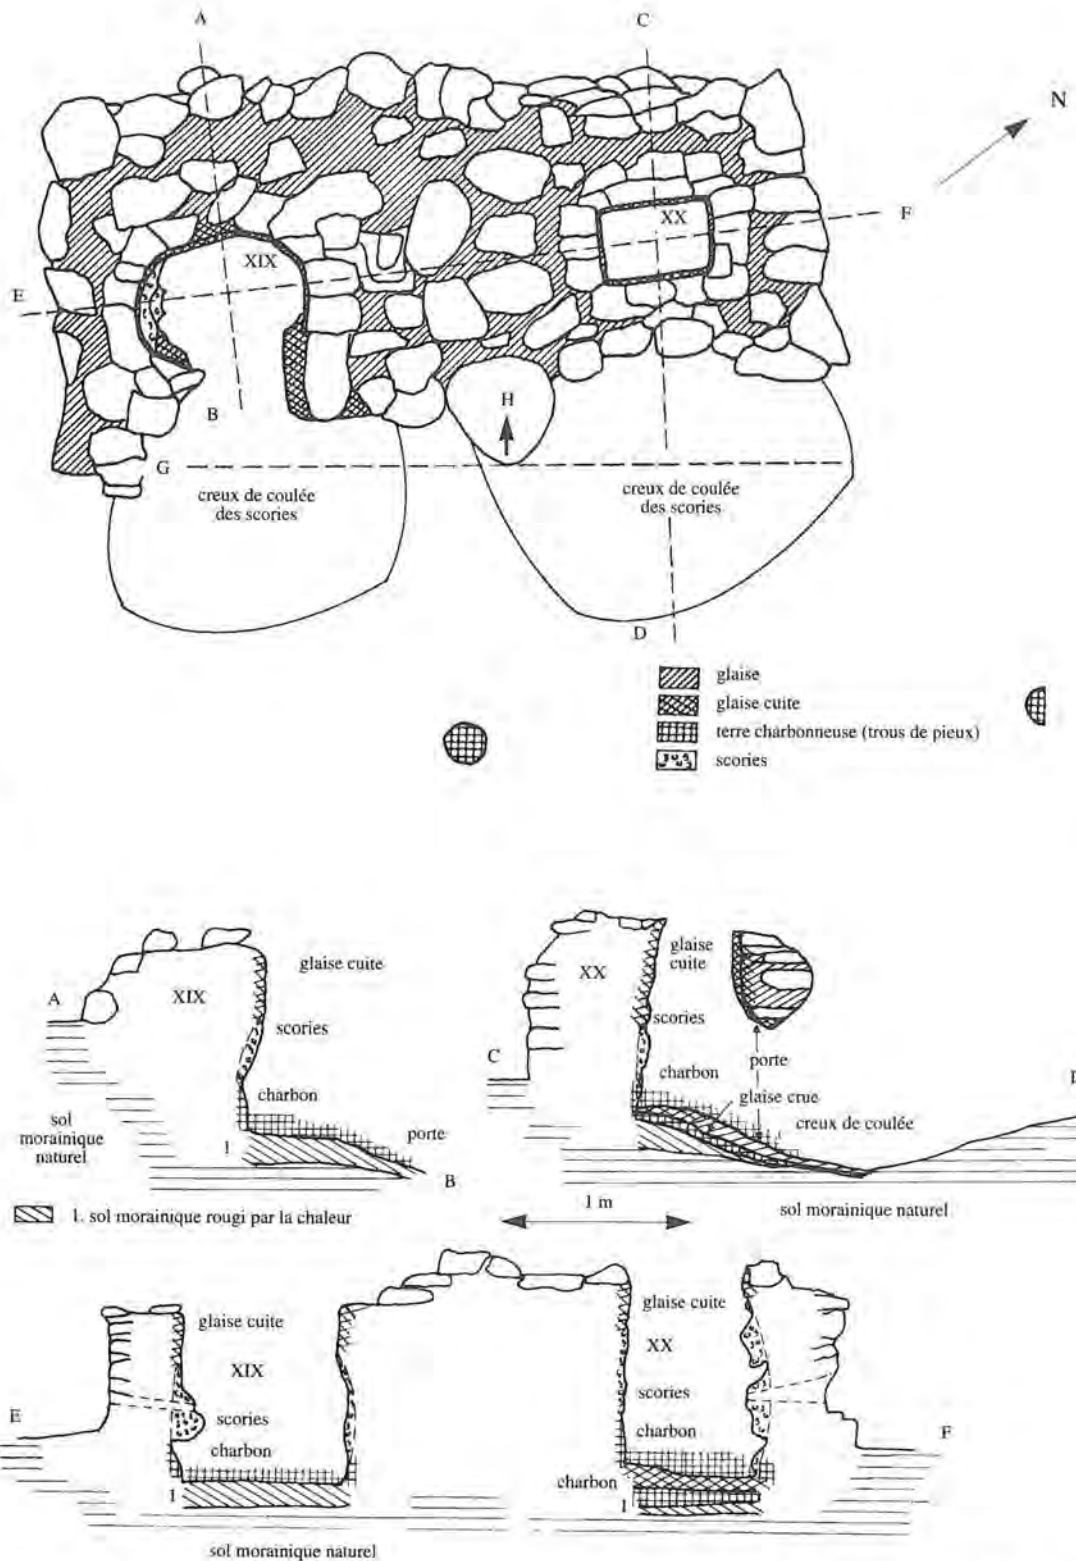 A
C
N
XX
F
XIX
E
B
H
G
creux de coulée
des scories
creux de coulée
des scories
D
glaise
glaise cuite
terre charbonneuse (trous de pieux)
scories
glaise
cuite
glaise cuite
XX
XIX
A
scories
scories
C
porte
charbon
charbon
glaise crue
sol
morainique
naturel
creux de coulée
porte
1
B
1. sol morainique rougi par la chaleur
1 m
sol morainique naturel
glaise cuite
glaise cuite
XX
XIX
scories
E
scories
F
charbon
charbon
charbon
1
1
sol morainique naturel